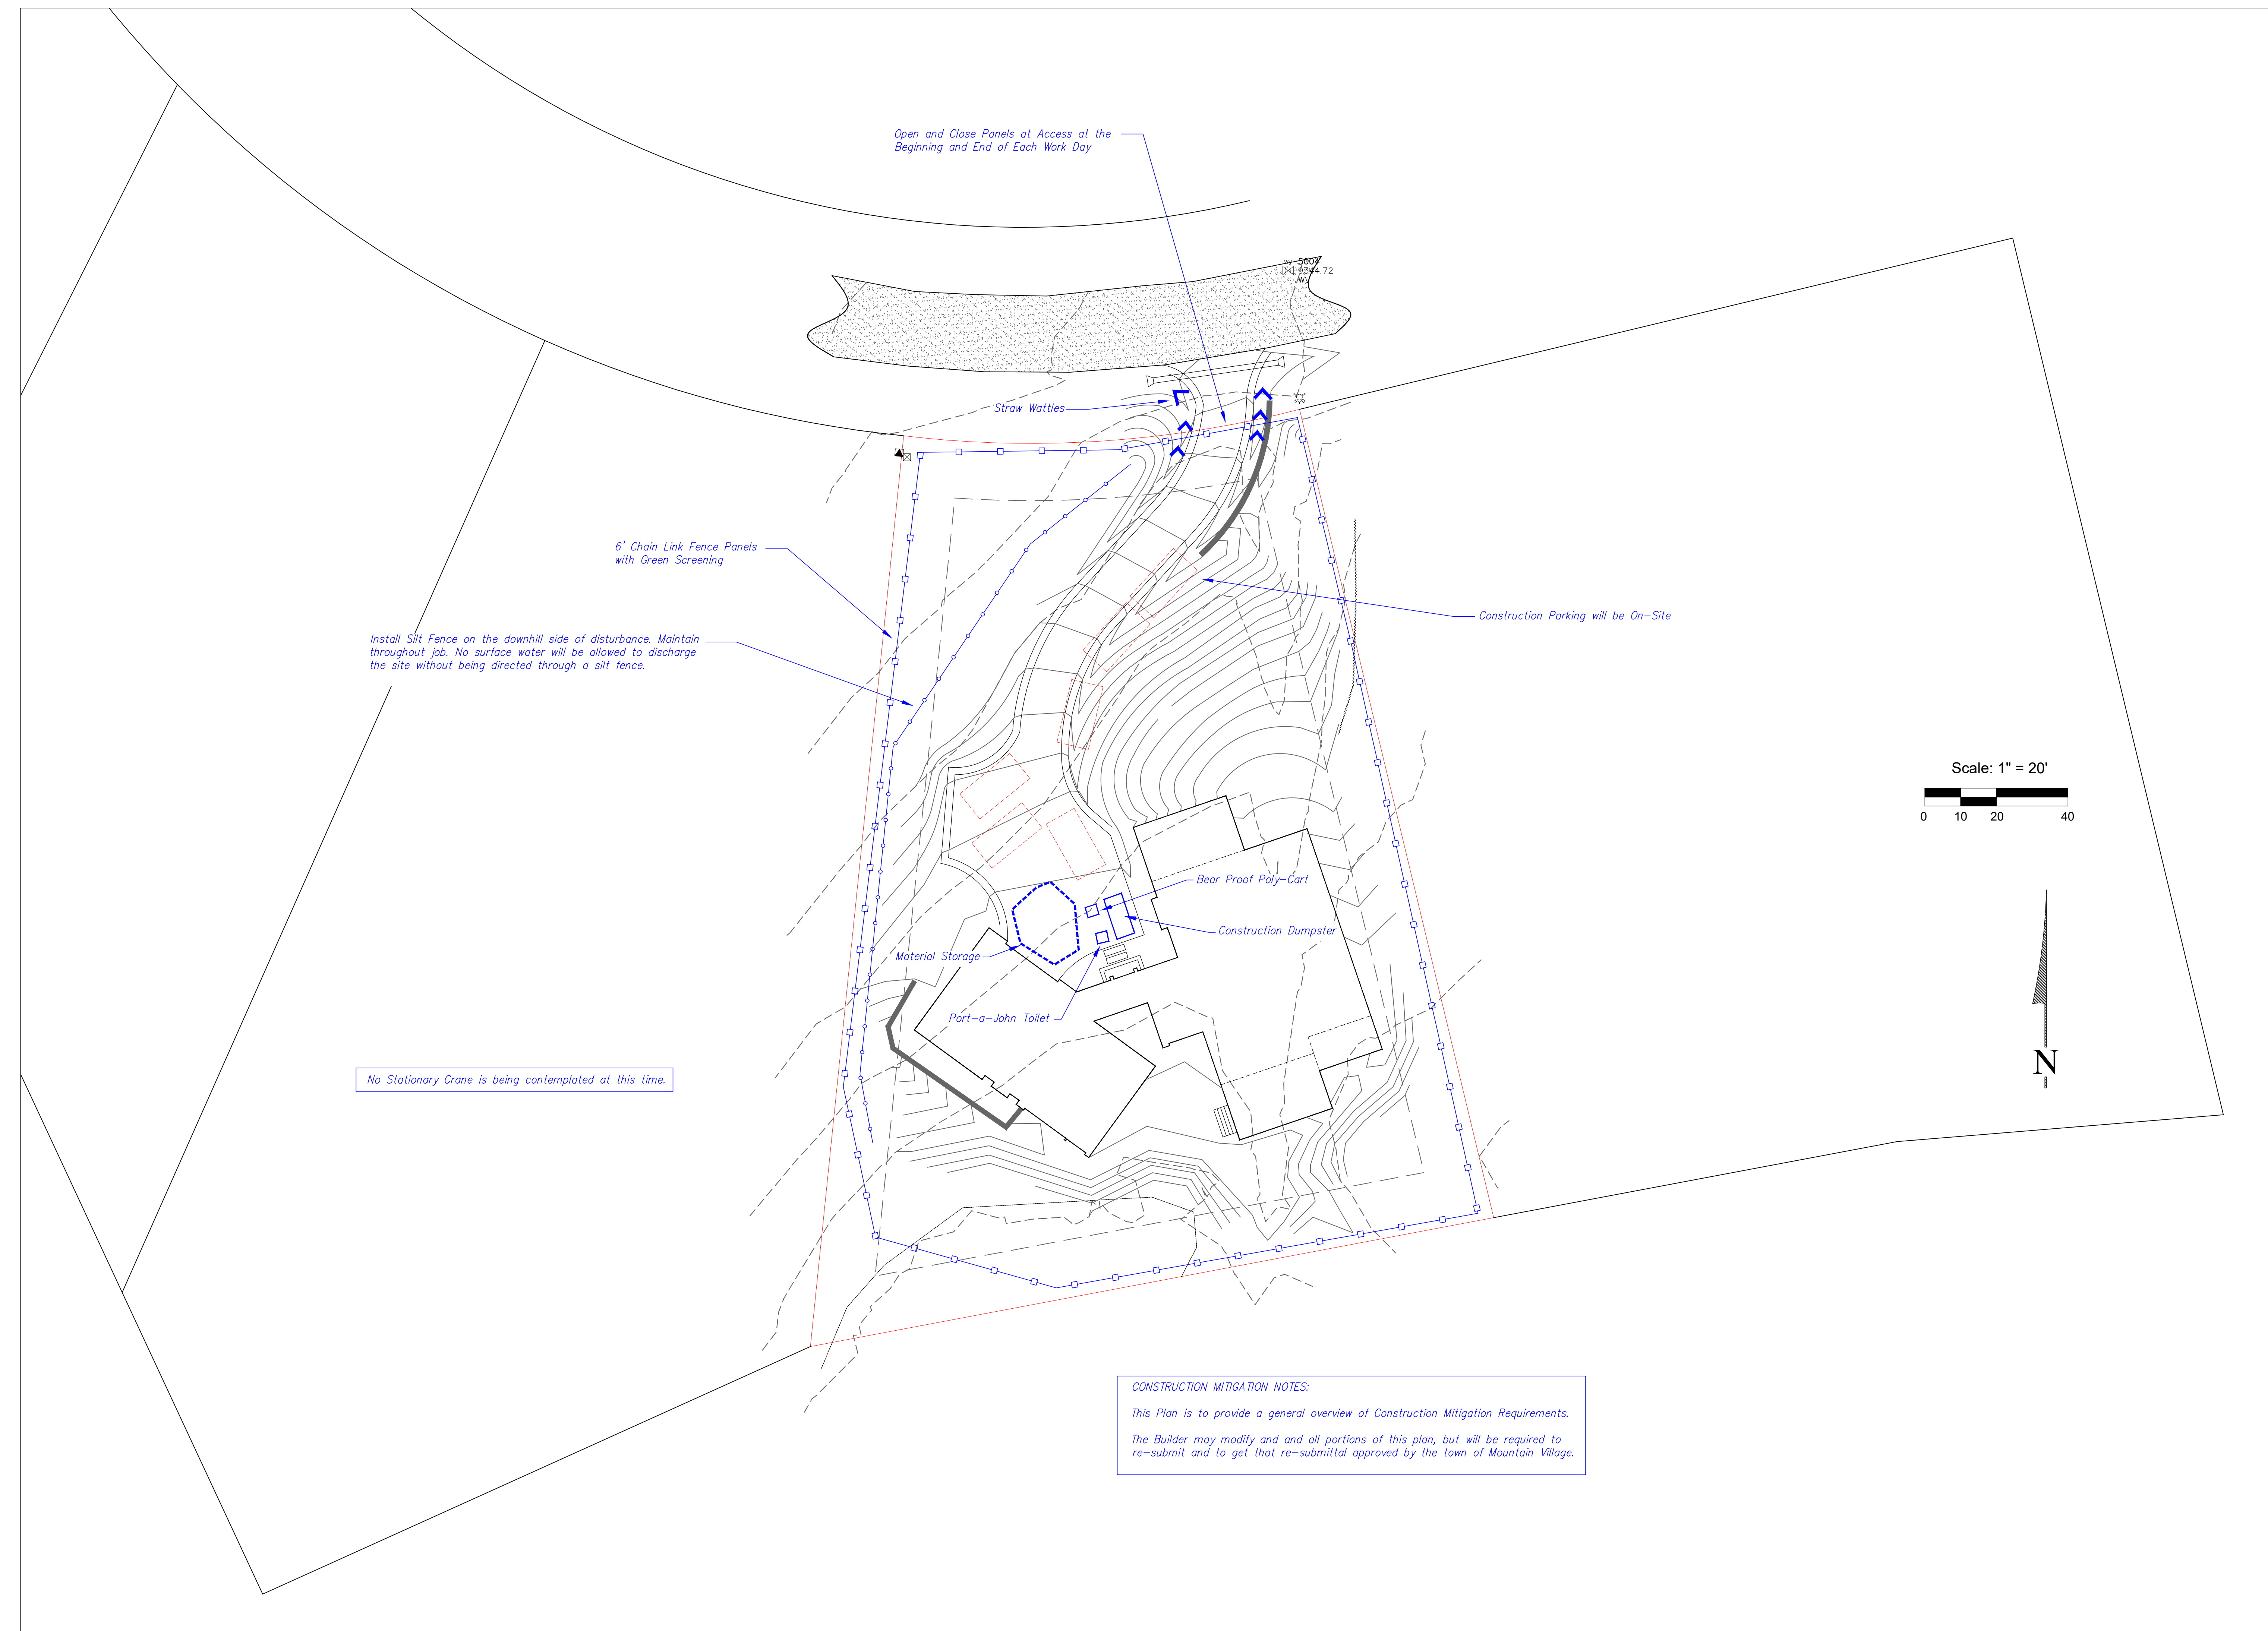 Open and Close Panels at Access at the
Beginning and End of Each Work Day
5004
9344.72
WV
Straw Wattles
6' Chain Link Fence Panels
with Green Screening
Construction Parking will be On-Site
Install Silt Fence on the downhill side of disturbance. Maintain
throughout job. No surface water will be allowed to discharge
the site without being directed through a silt fence.
Scale: 1" = 20'
0 10 20 40
Bear Proof Poly-Cart
Construction Dumpster
Material Storage
Port-a-John Toilet
N
No Stationary Crane is being contemplated at this time.
CONSTRUCTION MITIGATION NOTES:
This Plan is to provide a general overview of Construction Mitigation Requirements.
The Builder may modify and and all portions of this plan, but will be required to
re-submit and to get that re-submittal approved by the town of Mountain Village.